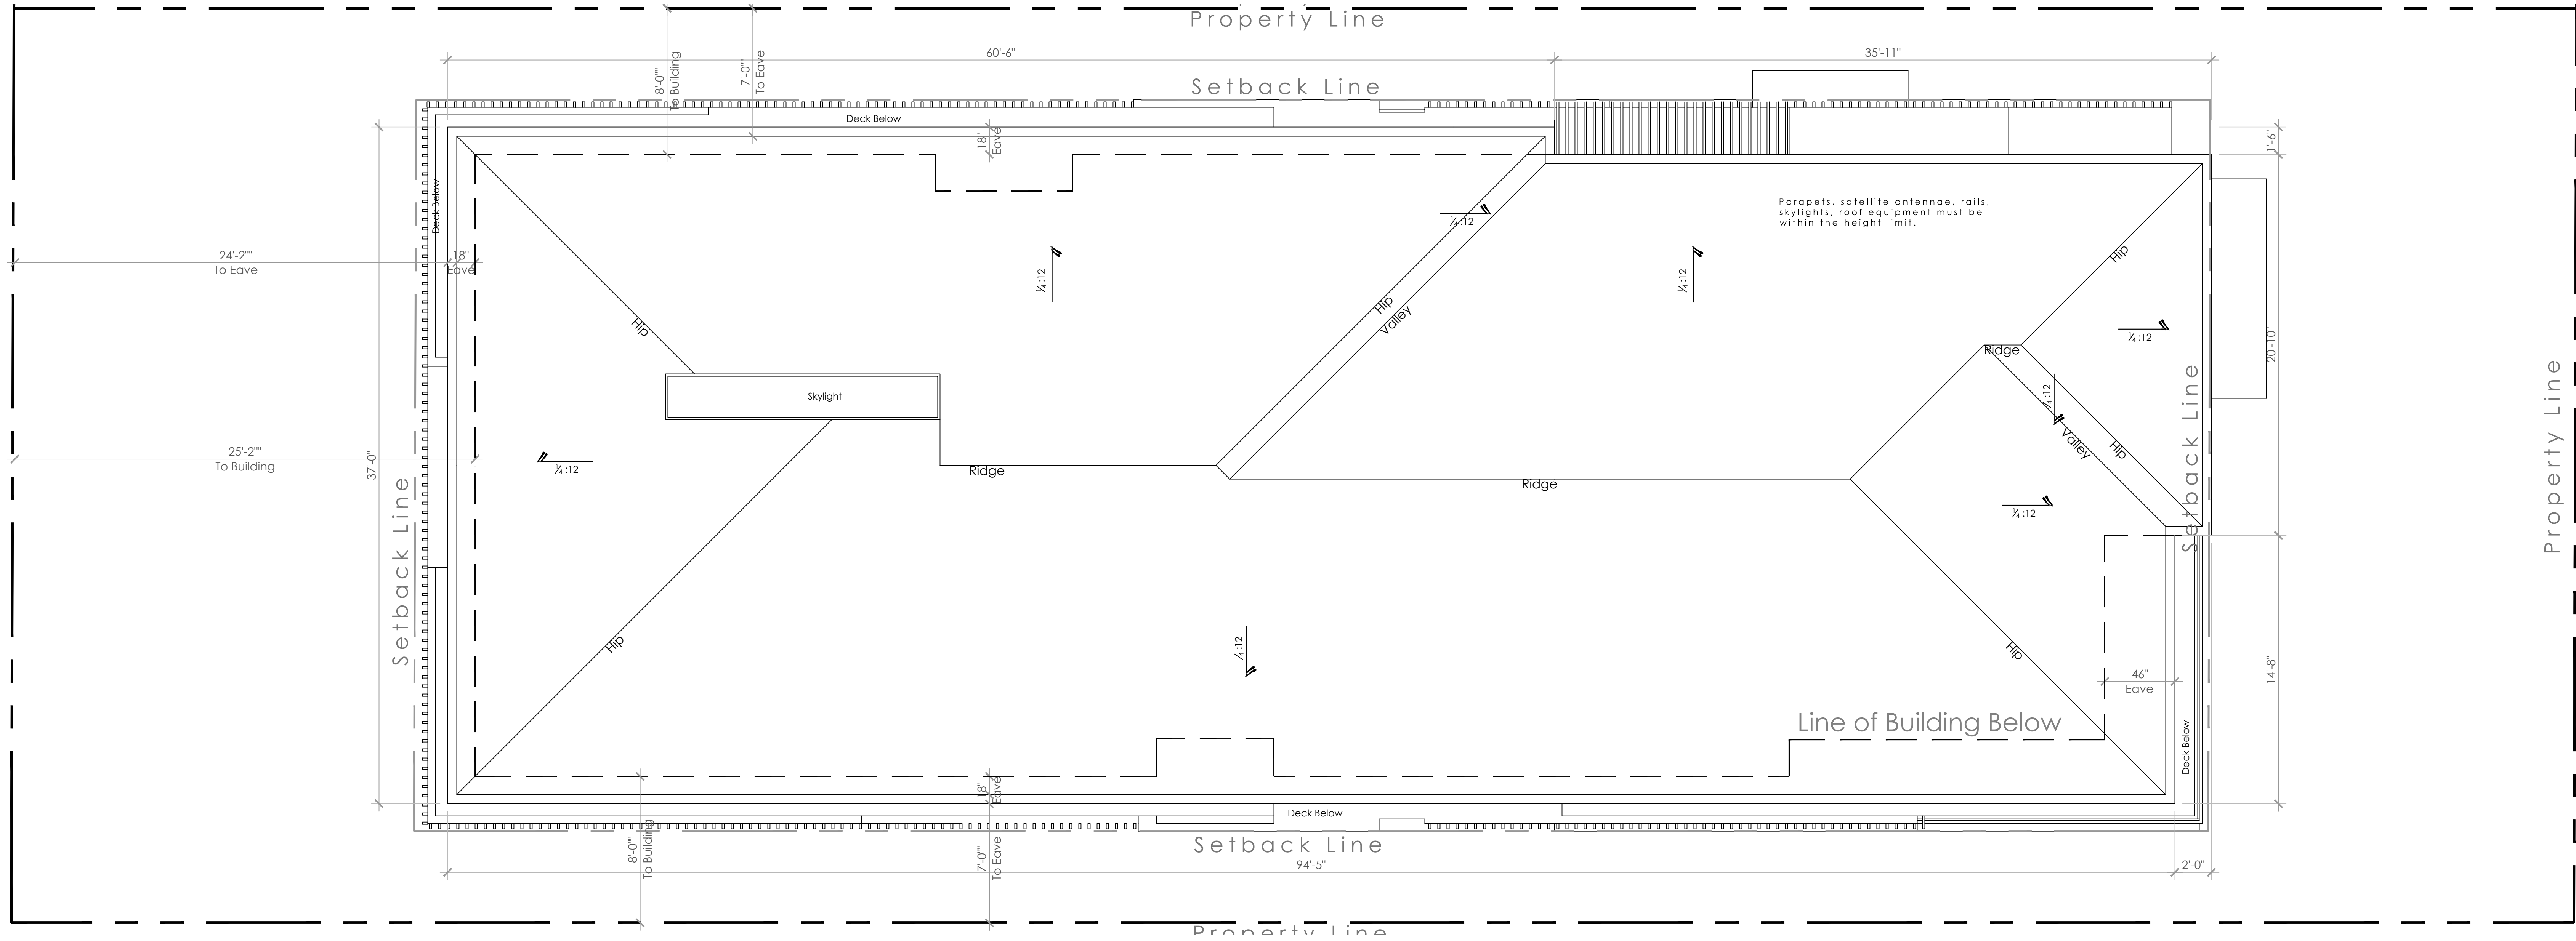 Property Line
60'-6"
35'-11"
8'-0""
To Building
7'-0""
To Eave
Setback Line
Deck Below
18"
Eave
1'-6"
Deck Below
Parapets, satellite antennae, rails,
skylights, roof equipment must be
within the height limit.
¼ :12
24'-2""
To Eave
18"
Eave
¼ :12
¼ :12
Hip
Hip
Valley
Hip
¼ :12
20'-10"
Ridge
Skylight
¼ :12
Setback Line
Property Line
25'-2""
To Building
37'-0"
¼ :12
Ridge
Ridge
Valley
Hip
¼ :12
Setback Line
Hip
¼ :12
Hip
46"
Eave
14'-8"
Line of Building Below
Deck Below
18"
Eave
Deck Below
8'-0""
To Building
7'-0""
To Eave
Setback Line
94'-5"
2'-0"
Property Line